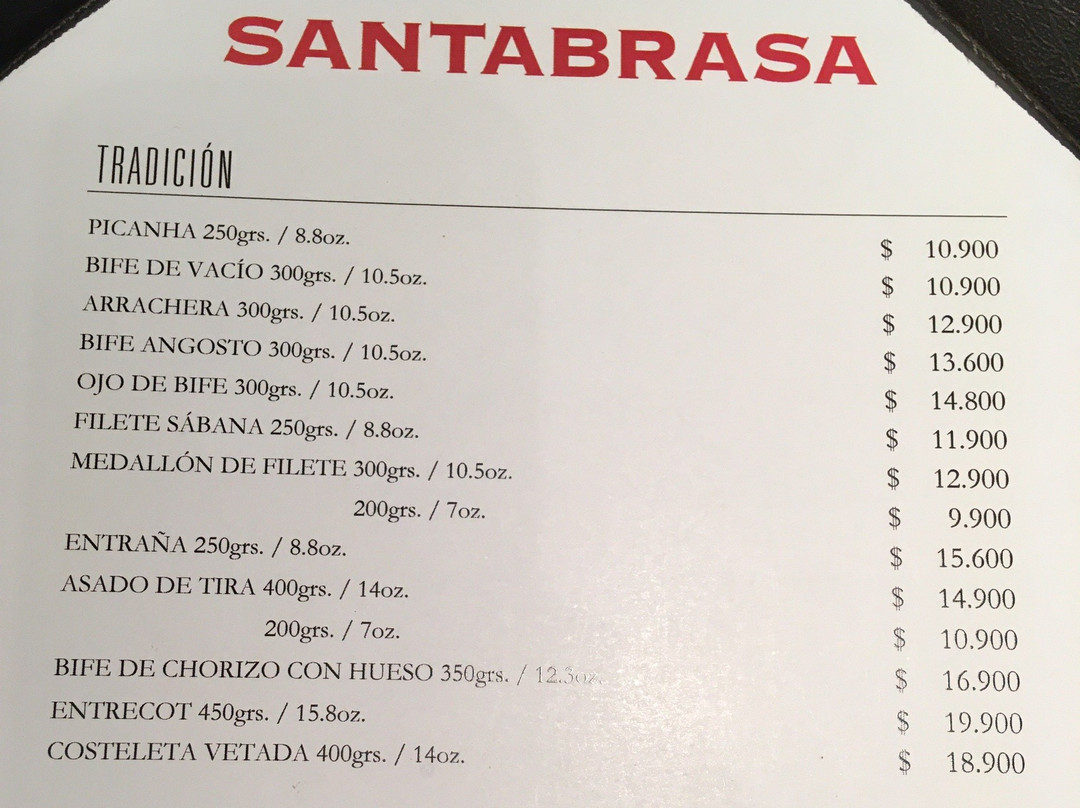 SANTABRASA
TRADICIÓN
PICANHA 250grs. / 8.8oz. $ 10.900
BIFE DE VACÍO 300grs. / 10.5oz. $ 10.900
ARRACHERA 300grs. / 10.5oz. $ 12.900
BIFE ANGOSTO 300grs. / 10.5oz. $ 13.600
OJO DE BIFE 300grs. / 10.5oz. $ 14.800
FILETE SÁBANA 250grs. / 8.8oz. $ 11.900
MEDALLÓN DE FILETE 300grs. / 10.5oz. $ 12.900
200grs. / 7oz. $ 9.900
ENTRAÑA 250grs. / 8.8oz. $ 15.600
ASADO DE TIRA 400grs. / 14oz. $ 14.900
200grs. / 7oz. $ 10.900
BIFE DE CHORIZO CON HUESO 350grs. / 12.3oz. $ 16.900
ENTRECOT 450grs. / 15.8oz. $ 19.900
COSTELETA VETADA 400grs. / 14oz. $ 18.900